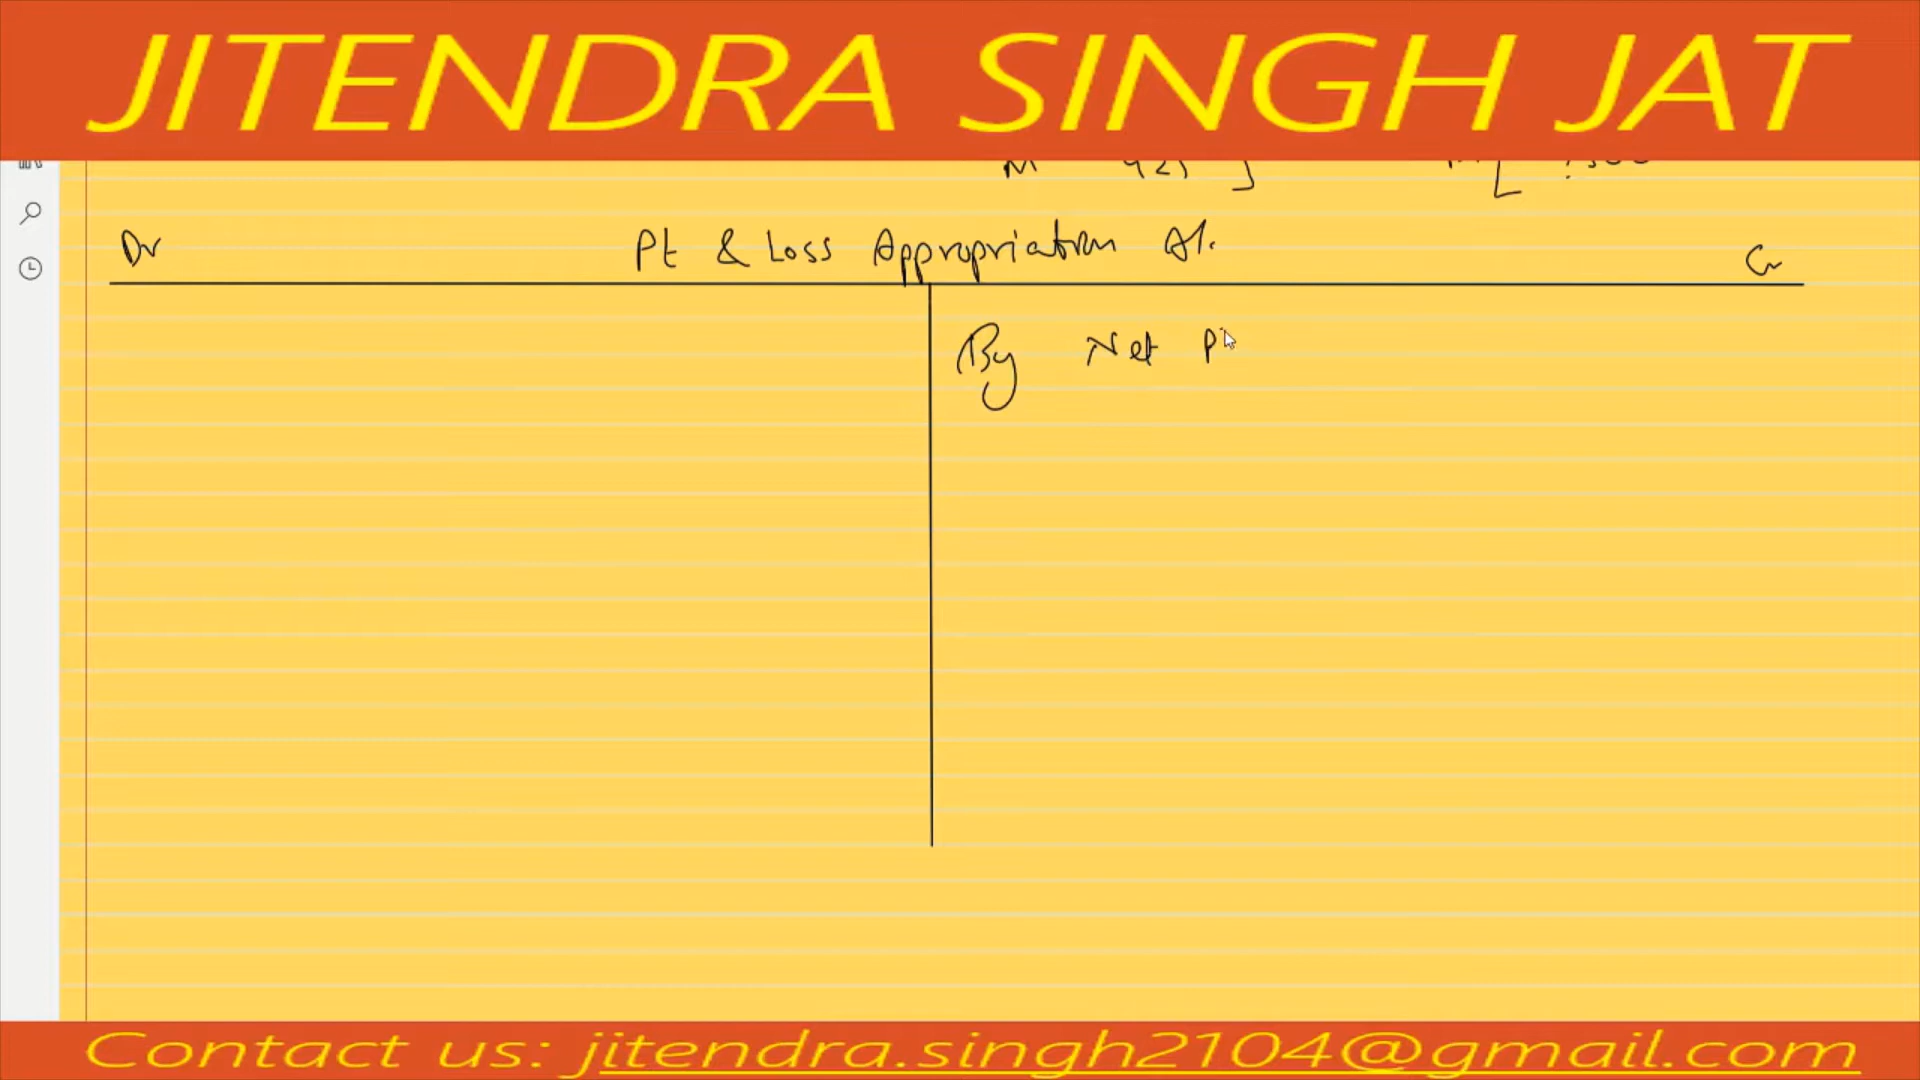 JITENDRA SINGH JAT
Dr Pt & Loss Appropriation A/c Cr
By Net P
Contact us: jitendra.singh2104@gmail.com